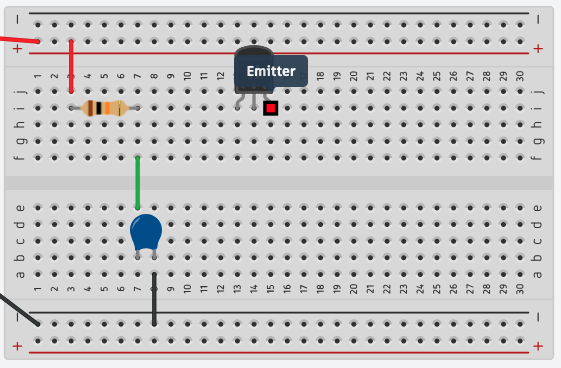 − −
+ +
Emitter
1 2 3 4 5 6 7 8 9 10 11 12 13 14 15 16 17 18 19 20 21 22 23 24 25 26 27 28 29 30
j j
i i
h h
g g
f f
e e
d d
c c
b b
a a
1 2 3 4 5 6 7 8 9 10 11 12 13 14 15 16 17 18 19 20 21 22 23 24 25 26 27 28 29 30
− −
+ +